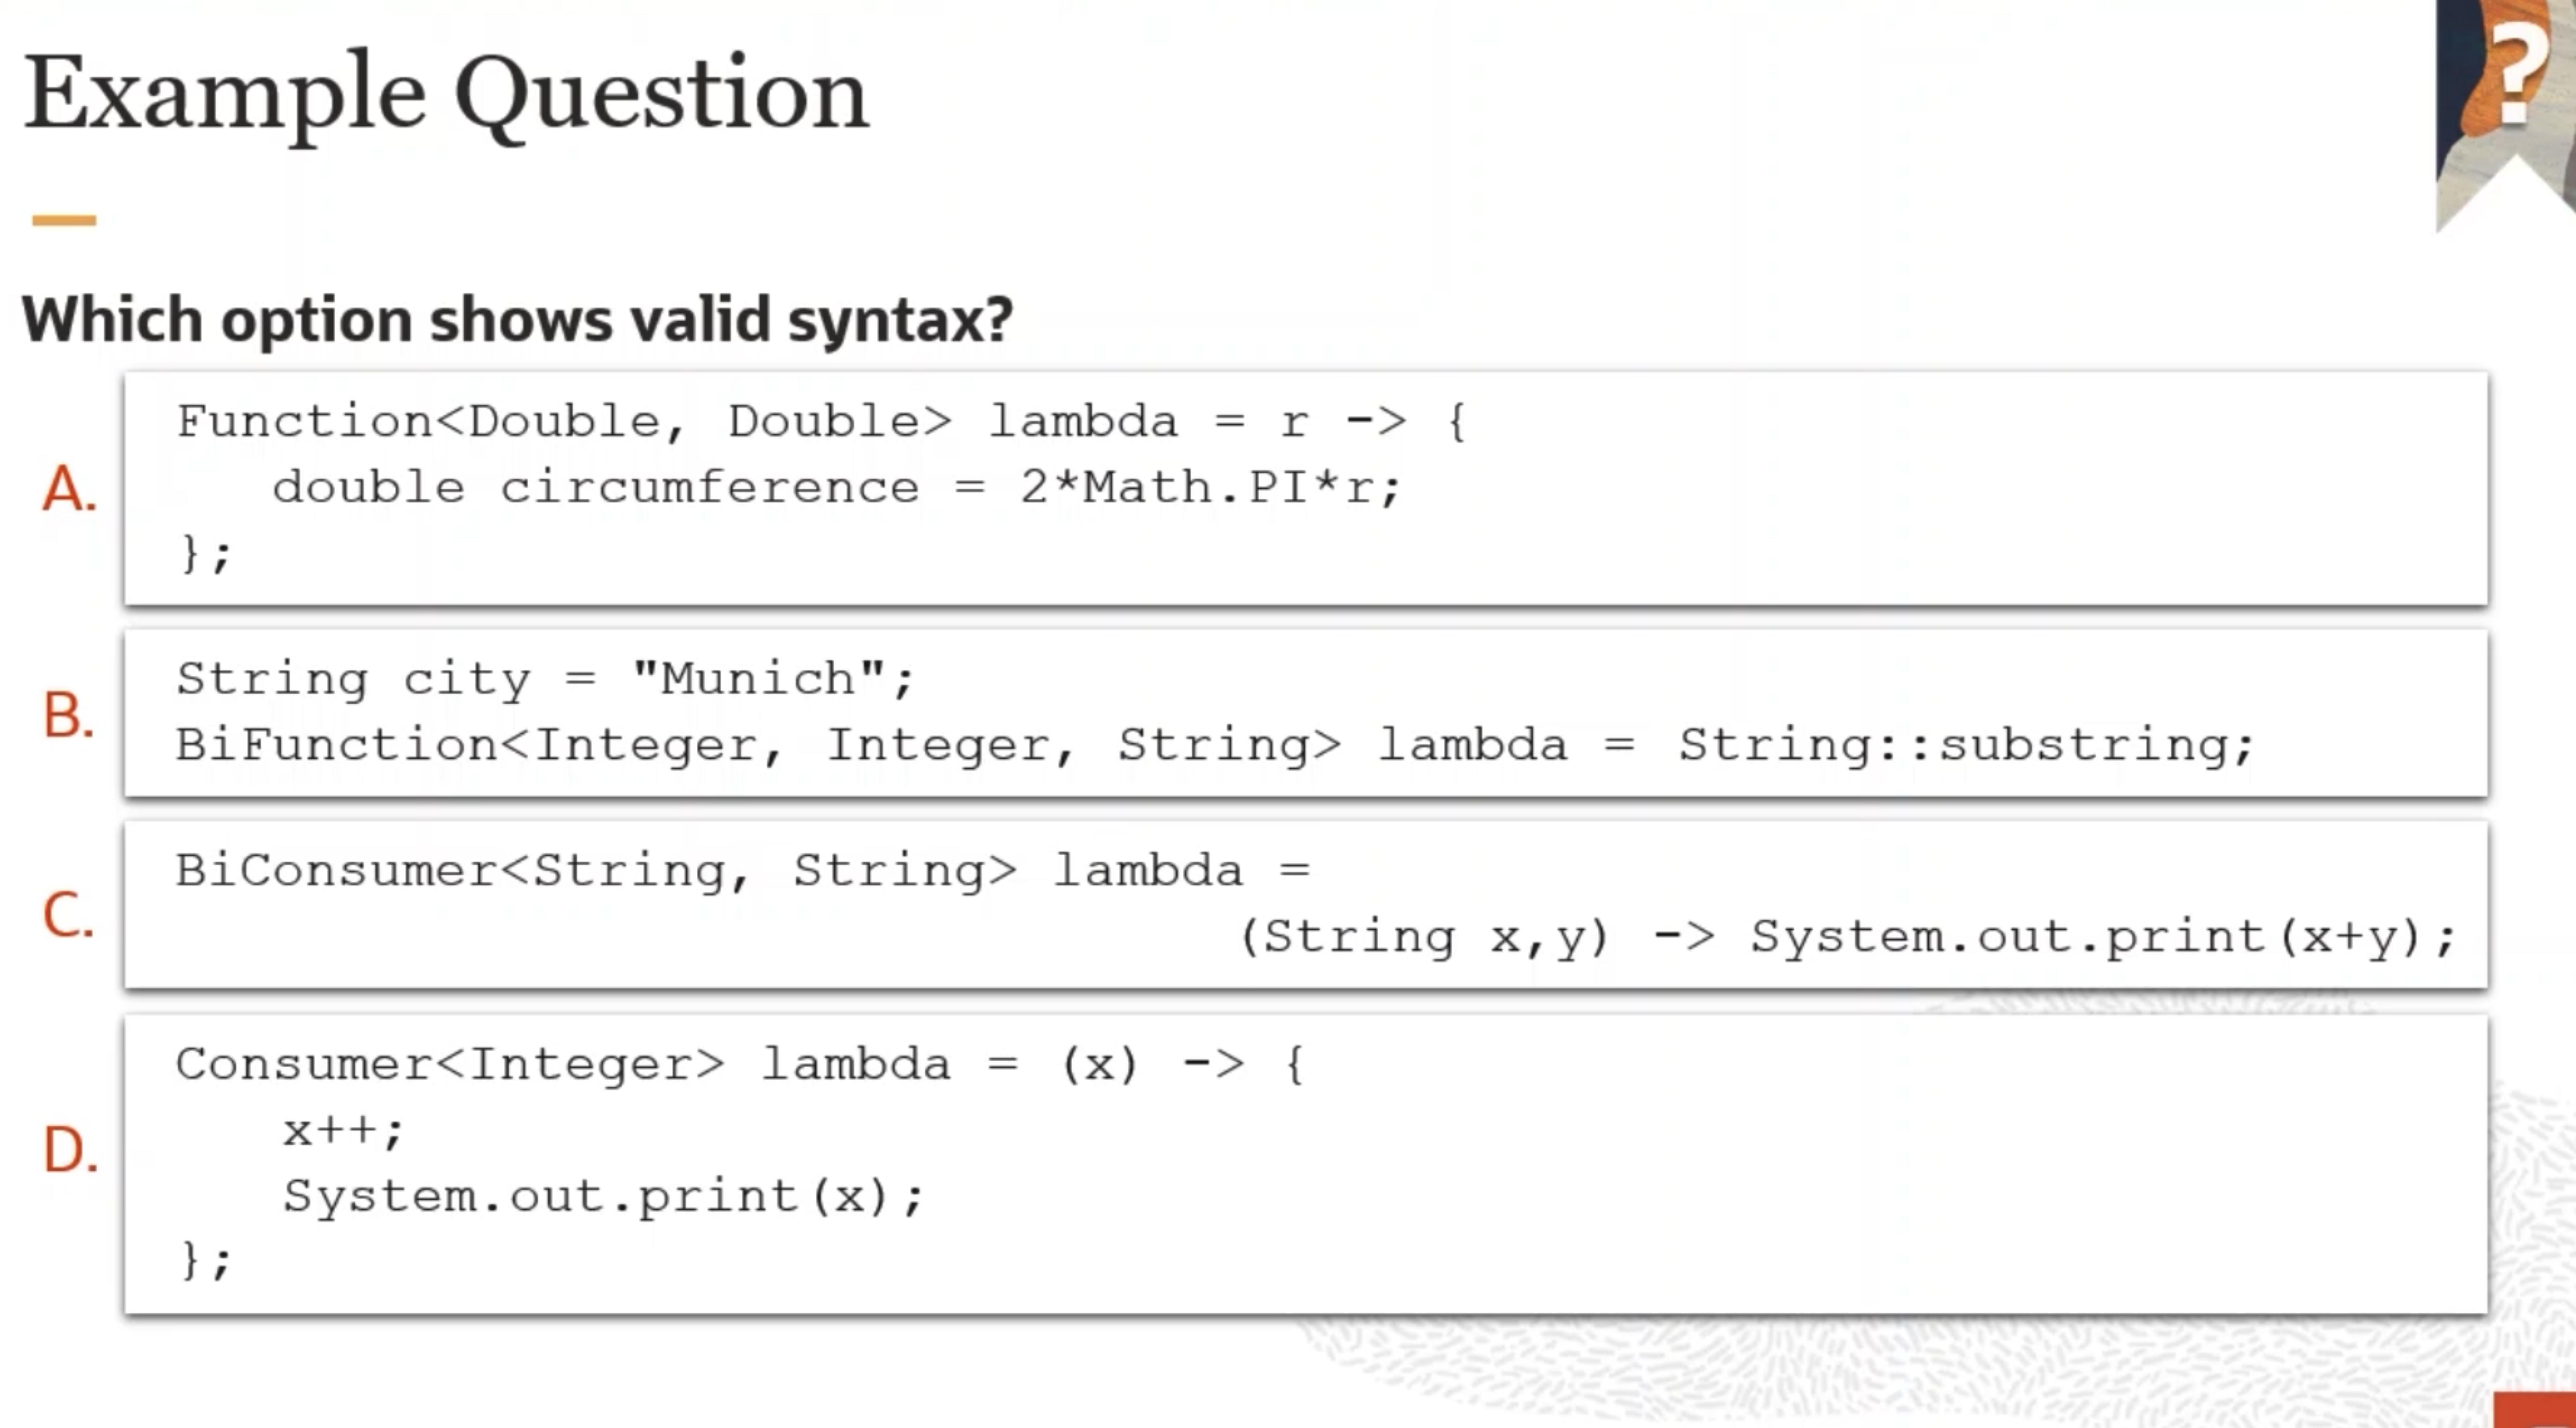 Example Question
?
Which option shows valid syntax?
A.
Function<Double, Double> lambda = r -> {
double circumference = 2*Math.PI*r;
};
B.
String city = "Munich";
BiFunction<Integer, Integer, String> lambda = String::substring;
C.
BiConsumer<String, String> lambda =
(String x,y) -> System.out.print(x+y);
D.
Consumer<Integer> lambda = (x) -> {
x++;
System.out.print(x);
};